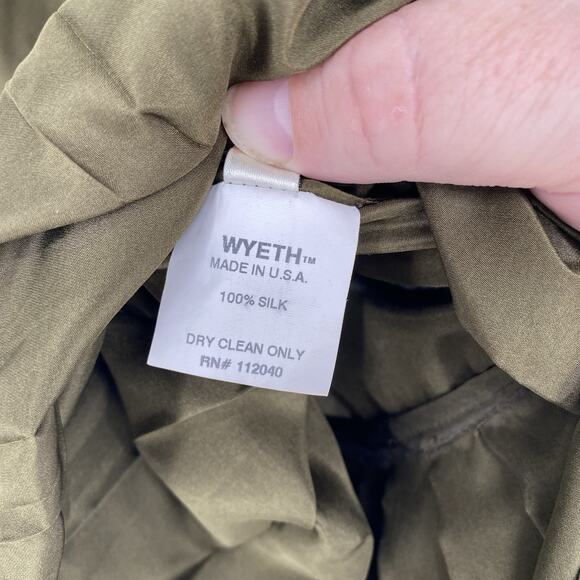 WYETH™
MADE IN U.S.A.
100% SILK
DRY CLEAN ONLY
RN# 112040